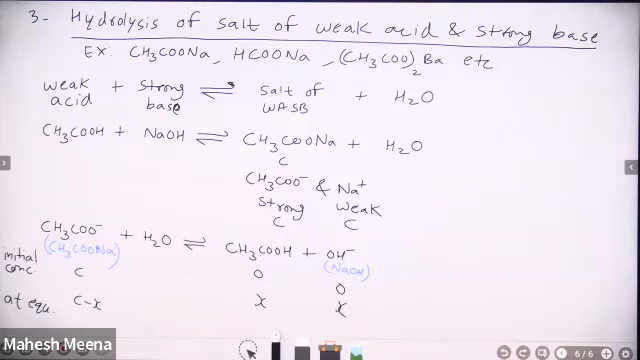 3- Hydrolysis of salt of weak acid & strong base
EX: CH₃COONa, HCOONa, (CH₃COO)₂Ba etc
weak acid + strong base ⇌ salt of WASB + H₂O
CH₃COOH + NaOH ⇌ CH₃COONa + H₂O
C
CH₃COO⁻ & Na⁺
strong weak
C C
CH₃COO⁻ + H₂O ⇌ CH₃COOH + OH⁻
(CH₃COONa) (NaOH)
initial conc. C 0 0
at equ. C-x x x
Mahesh Meena
6/6